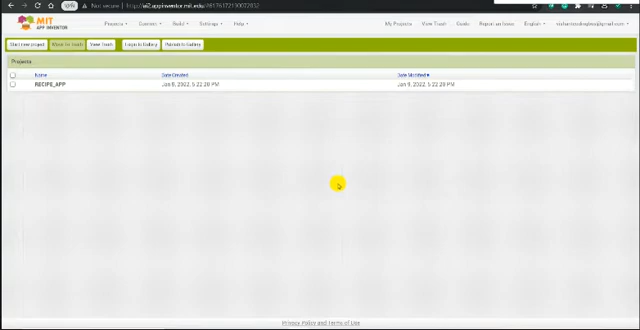 Not secure | http://ai2.appinventor.mit.edu/
MIT
APP INVENTOR
Projects
Connect
Build
Settings
Help
My Projects
View Trash
Guide
Report an Issue
English
Start new project
Move To Trash
View Trash
Login to Gallery
Publish to Gallery
Projects
Name
Date Created
Date Modified
RECIPE_APP
Jun 8, 2022, 5:22:20 PM
Jun 9, 2022, 5:22:20 PM
Privacy Policy and Terms of Use